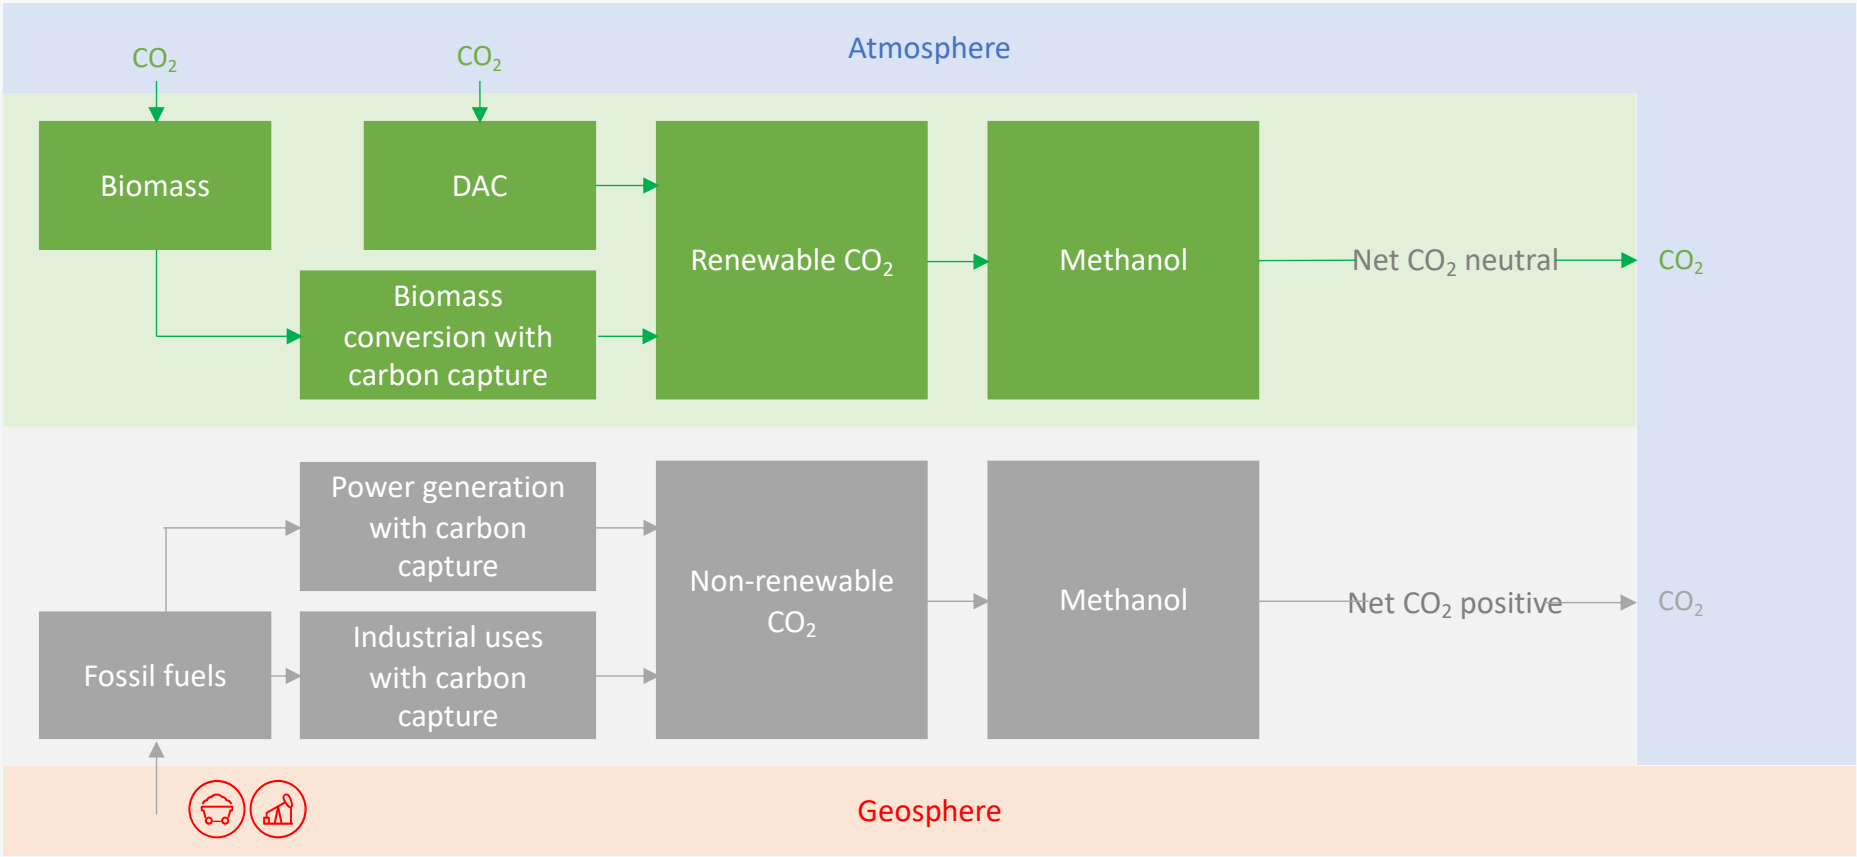 Atmosphere
CO₂
CO₂
Biomass
DAC
Biomass
conversion with
carbon capture
Renewable CO₂
Methanol
Net CO₂ neutral
CO₂
Power generation
with carbon
capture
Fossil fuels
Industrial uses
with carbon
capture
Non-renewable
CO₂
Methanol
Net CO₂ positive
CO₂
Geosphere